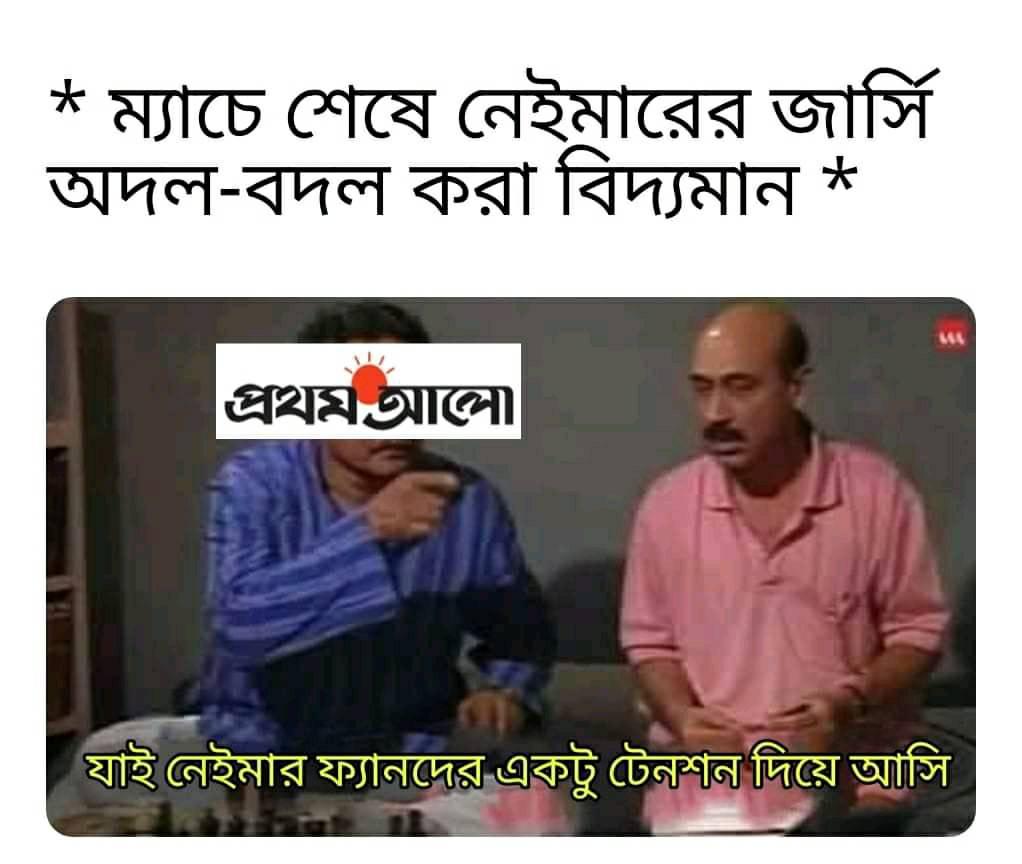 * ম্যাচে শেষে নেইমারের জার্সি
অদল-বদল করা বিদ্যমান *
প্রথম আলো
যাই নেইমার ফ্যানদের একটু টেনশন দিয়ে আসি